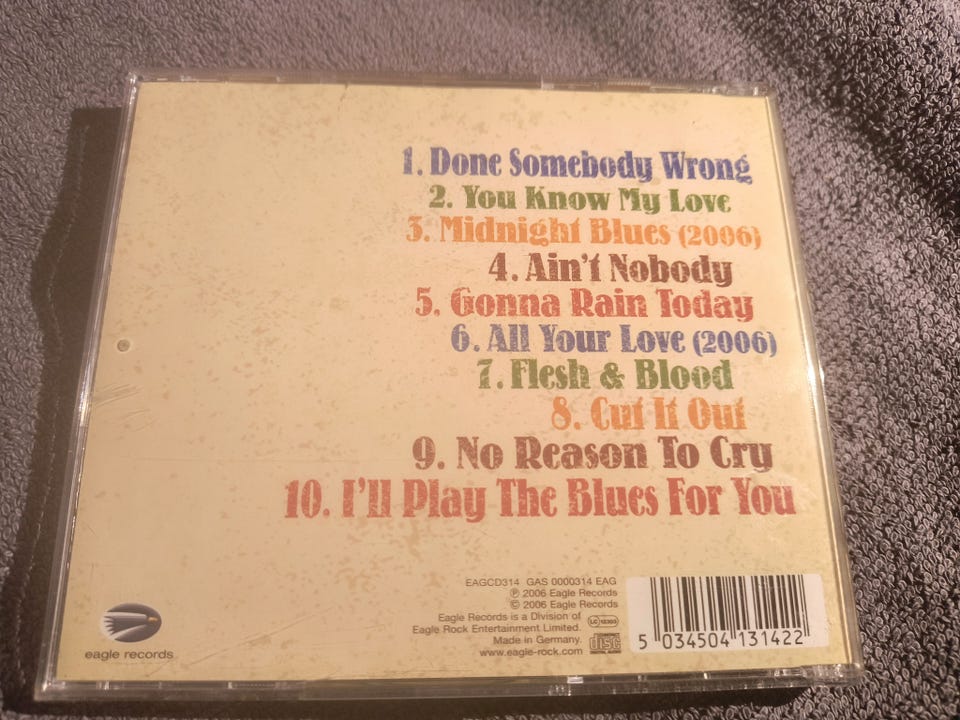 1. Done Somebody Wrong
2. You Know My Love
3. Midnight Blues (2006)
4. Ain't Nobody
5. Gonna Rain Today
6. All Your Love (2006)
7. Flesh & Blood
8. Cut It Out
9. No Reason To Cry
10. I'll Play The Blues For You
EAGCD314 GAS 0000314 EAG
℗ 2006 Eagle Records
© 2006 Eagle Records
Eagle Records is a Division of
Eagle Rock Entertainment Limited.
Made in Germany.
www.eagle-rock.com
eagle records
disc
5 034504 131422